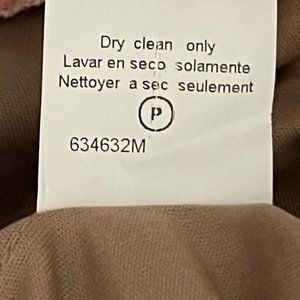 Dry clean only
Lavar en seco solamente
Nettoyer a sec seulement
P
634632M